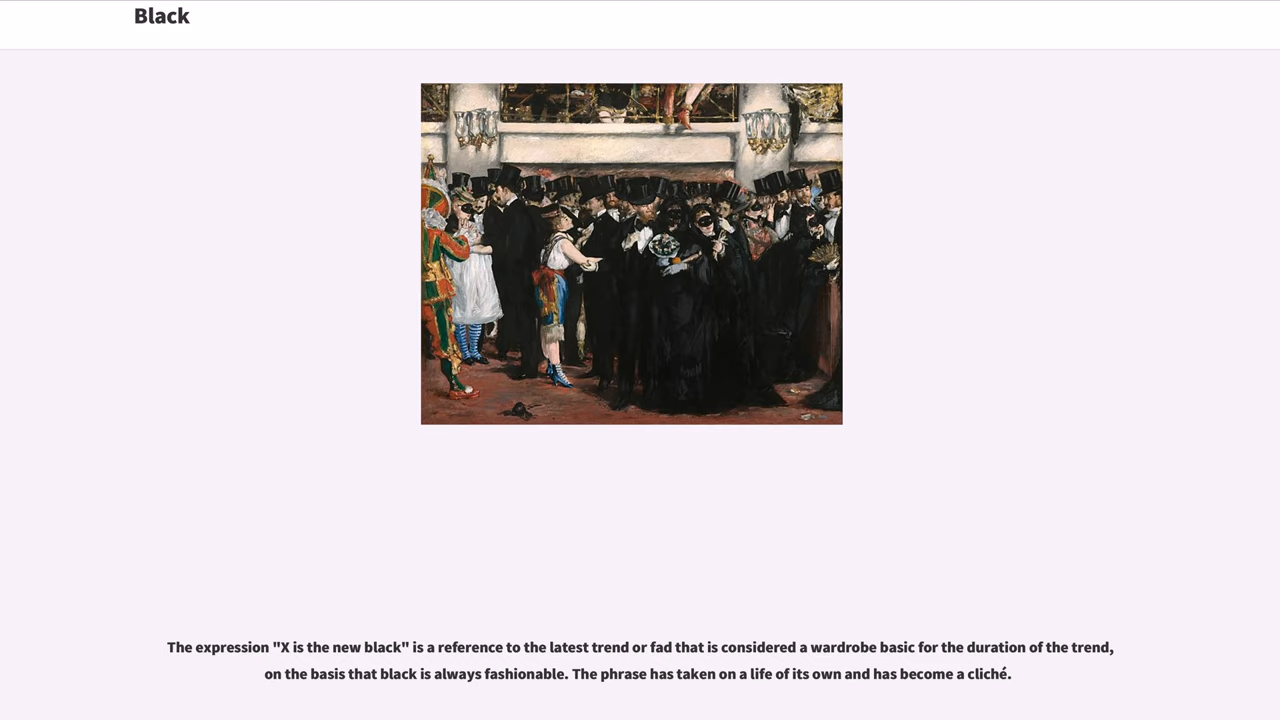 Black
The expression "X is the new black" is a reference to the latest trend or fad that is considered a wardrobe basic for the duration of the trend,
on the basis that black is always fashionable. The phrase has taken on a life of its own and has become a cliché.